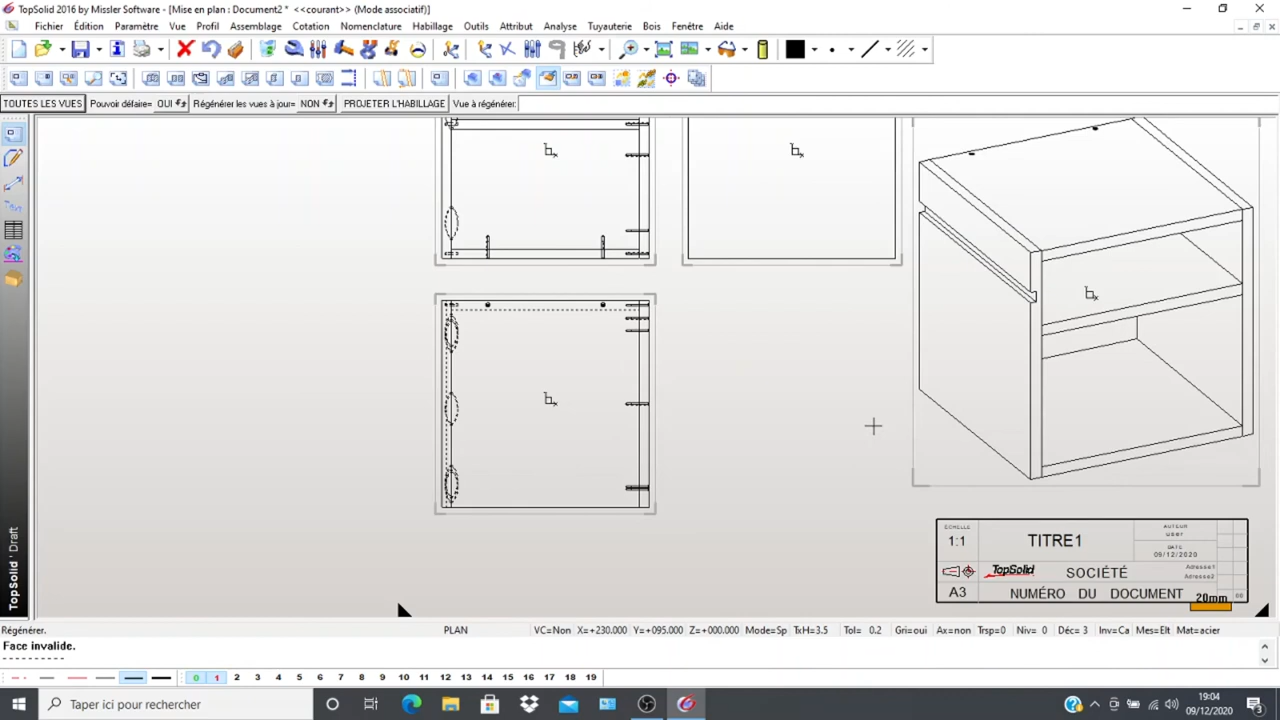 TopSolid 2016 by Missler Software - [Mise en plan : Document2 * <<courant>> (Mode associatif)]
Fichier Édition Paramètre Vue Profil Assemblage Cotation Nomenclature Habillage Outils Attribut Analyse Tuyauterie Bois Fenêtre Aide
TOUTES LES VUES Pouvoir défaire= OUI Régénérer les vues à jour= NON PROJETER L'HABILLAGE Vue à régénérer:
ÉCHELLE
1:1
TITRE1
AUTEUR
user
DATE
09/12/2020
TopSolid
SOCIÉTÉ
Adresse1
Adresse2
A3
NUMÉRO DU DOCUMENT
00
20mm
TopSolid ' Draft
Régénérer. PLAN VC=Non X=+230.000 Y=+095.000 Z=+000.000 Mode=Sp TxH=3.5 Tol= 0.2 Gri=oui Ax=non Trsp=0 Niv= 0 Déc= 3 Inv=Ca Mes=Elt Mat=acier
Face invalide.
0 1 2 3 4 5 6 7 8 9 10 11 12 13 14 15 16 17 18 19
Taper ici pour rechercher
19:04
09/12/2020
3